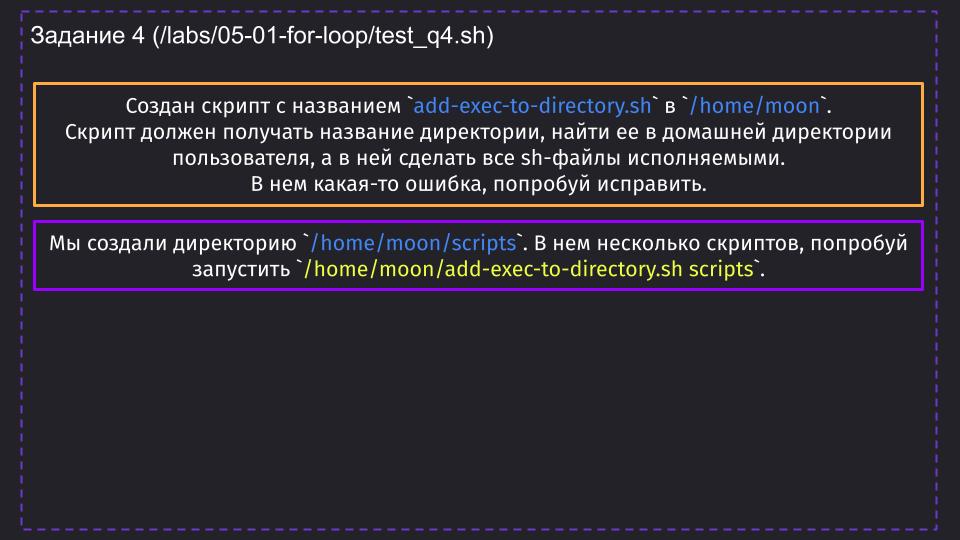 Задание 4 (/labs/05-01-for-loop/test_q4.sh)
Создан скрипт с названием `add-exec-to-directory.sh` в `/home/moon`.
Скрипт должен получать название директории, найти ее в домашней директории
пользователя, а в ней сделать все sh-файлы исполняемыми.
В нем какая-то ошибка, попробуй исправить.
Мы создали директорию `/home/moon/scripts`. В нем несколько скриптов, попробуй
запустить `/home/moon/add-exec-to-directory.sh scripts`.